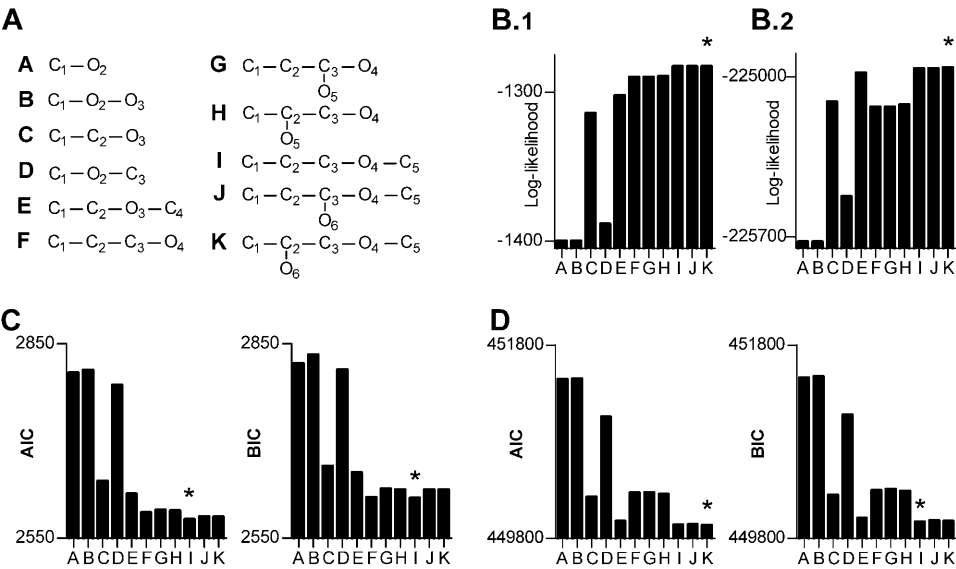 A
A C1–O2
B C1–O2–O3
C C1–C2–O3
D C1–O2–C3
E C1–C2–O3–C4
F C1–C2–C3–O4
G C1–C2–C3–O4
O5
H C1–C2–C3–O4
O5
I C1–C2–C3–O4–C5
J C1–C2–C3–O4–C5
O6
K C1–C2–C3–O4–C5
O6
B.1
*
-1300
Log-likelihood
-1400
A B C D E F G H I J K
B.2
*
-225000
Log-likelihood
-225700
A B C D E F G H I J K
C
2850
AIC
*
2550
A B C D E F G H I J K
2850
BIC
*
2550
A B C D E F G H I J K
D
451800
AIC
*
449800
A B C D E F G H I J K
451800
BIC
*
449800
A B C D E F G H I J K